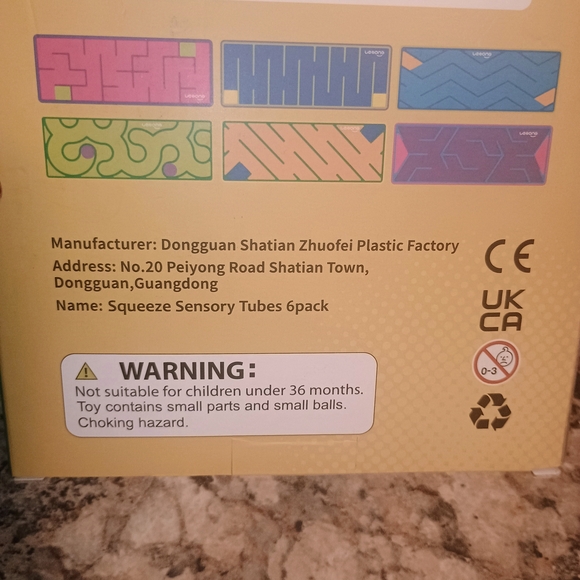 Manufacturer: Dongguan Shatian Zhuofei Plastic Factory
Address: No.20 Peiyong Road Shatian Town,
Dongguan,Guangdong
Name: Squeeze Sensory Tubes 6pack
CE
UK
CA
0-3
WARNING:
Not suitable for children under 36 months.
Toy contains small parts and small balls.
Choking hazard.